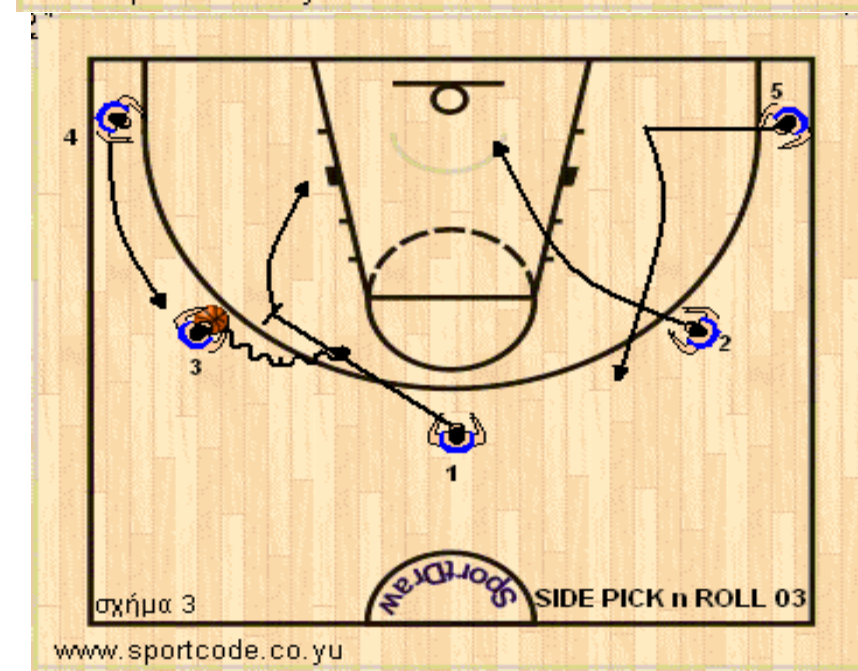 5
4
2
3
1
SportDraw
σχήμα 3
SIDE PICK n ROLL 03
www.sportcode.co.yu